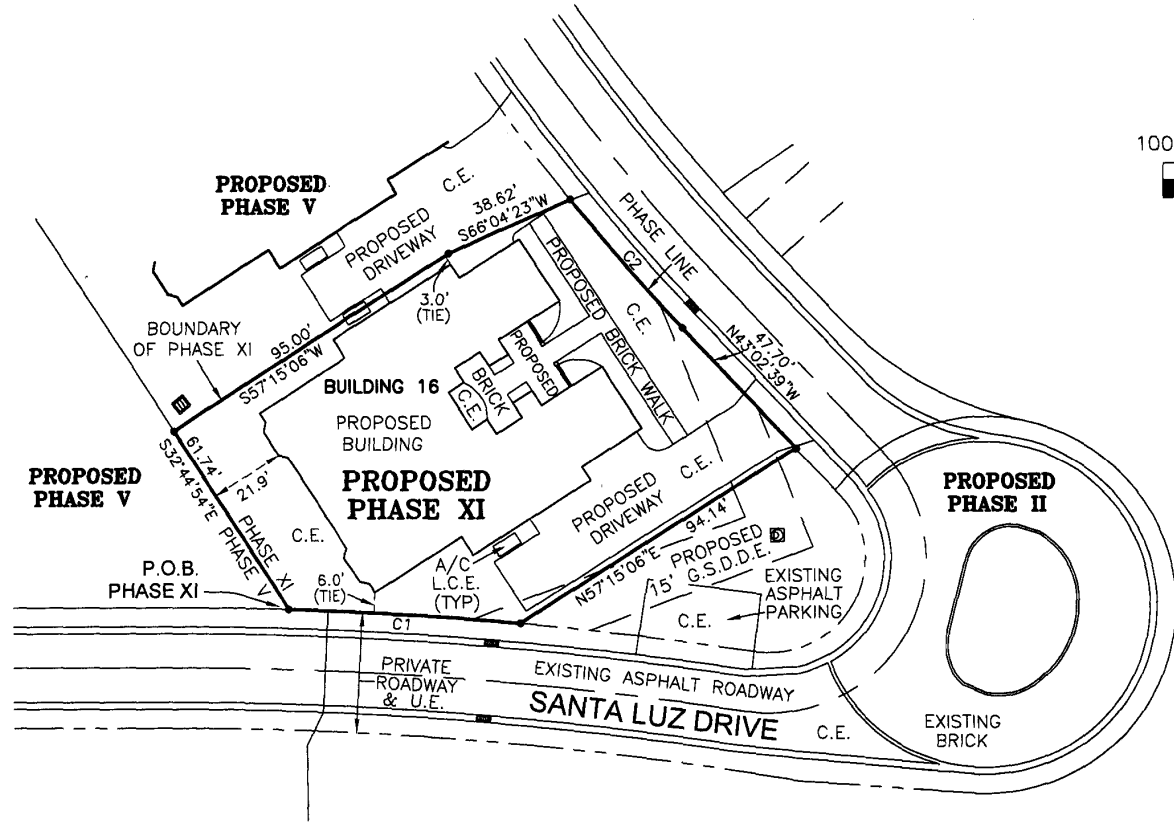 100
PROPOSED
PHASE V
C.E.
38.62'
S66°04'23"W
PROPOSED
DRIVEWAY
PHASE LINE
C2
3.0'
(TIE)
PROPOSED BRICK WALK
C.E.
47.70'
N43°02'39"W
BOUNDARY
OF PHASE XI
95.00'
S57°15'06"W
BUILDING 16
PROPOSED
BRICK
C.E.
PROPOSED
BUILDING
PROPOSED
PHASE XI
PROPOSED
PHASE V
61.74'
S32°44'54"E
21.9'
PHASE XI
PHASE V
C.E.
PROPOSED
DRIVEWAY
C.E.
PROPOSED
PHASE II
P.O.B.
PHASE XI
6.0'
(TIE)
A/C
L.C.E.
(TYP)
N57°15'06"E 94.14'
PROPOSED
15' G.S.D.D.E.
EXISTING
ASPHALT
PARKING
C.E.
C1
PRIVATE
ROADWAY
& U.E.
EXISTING ASPHALT ROADWAY
SANTA LUZ DRIVE
C.E.
EXISTING
BRICK